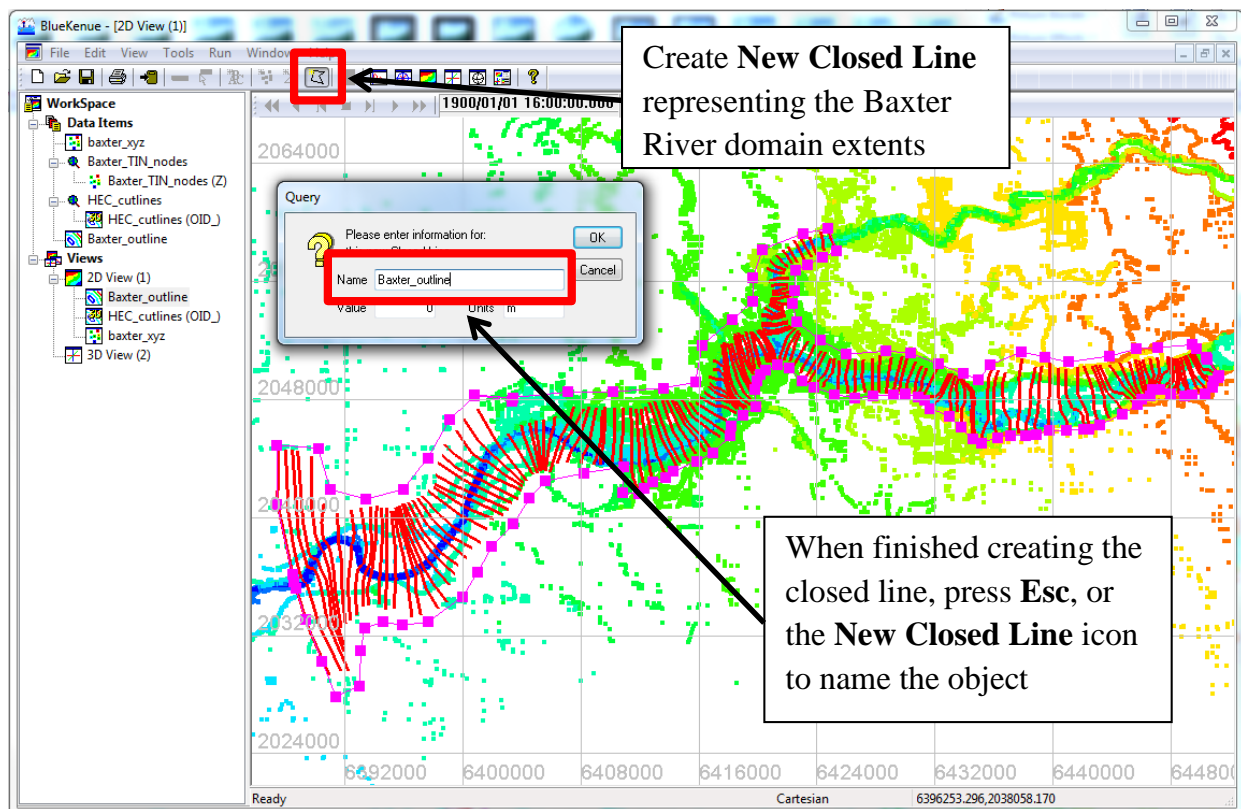 BlueKenue - [2D View (1)]
File Edit View Tools Run Window
1900/01/01 16:00:00.000
WorkSpace
Data Items
baxter_xyz
Baxter_TIN_nodes
Baxter_TIN_nodes (Z)
HEC_cutlines
HEC_cutlines (OID_)
Baxter_outline
Views
2D View (1)
Baxter_outline
HEC_cutlines (OID_)
baxter_xyz
3D View (2)
Create New Closed Line
representing the Baxter
River domain extents
Query
Please enter information for:
OK
Name Baxter_outline
Cancel
Value 0 Units m
When finished creating the
closed line, press Esc, or
the New Closed Line icon
to name the object
2064000
2048000
2040000
2032000
2024000
6392000 6400000 6408000 6416000 6424000 6432000 6440000 644800
Ready Cartesian 6396253.296,2038058.170